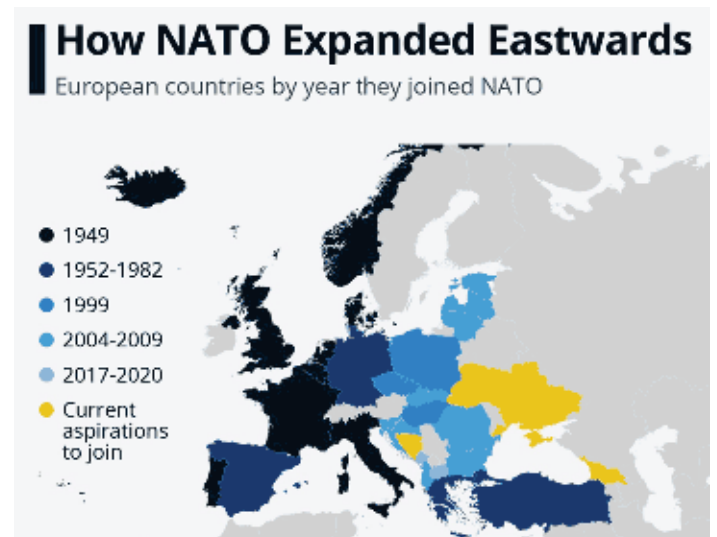 How NATO Expanded Eastwards
European countries by year they joined NATO
1949
1952-1982
1999
2004-2009
2017-2020
Current
aspirations
to join